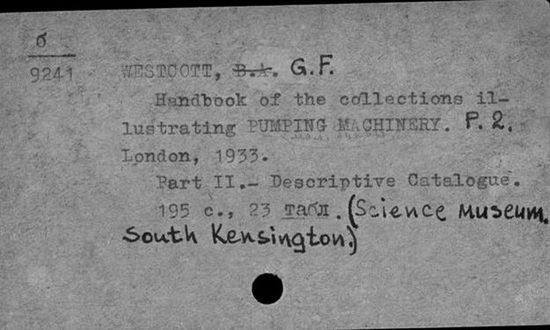 б
9241
WESTCOTT, B.A. G.F.
Handbook of the collections il-
lustrating PUMPING MACHINERY. P. 2.
London, 1933.
Part II.- Descriptive Catalogue.
195 с., 23 табл. (Science Museum.
South Kensington.)